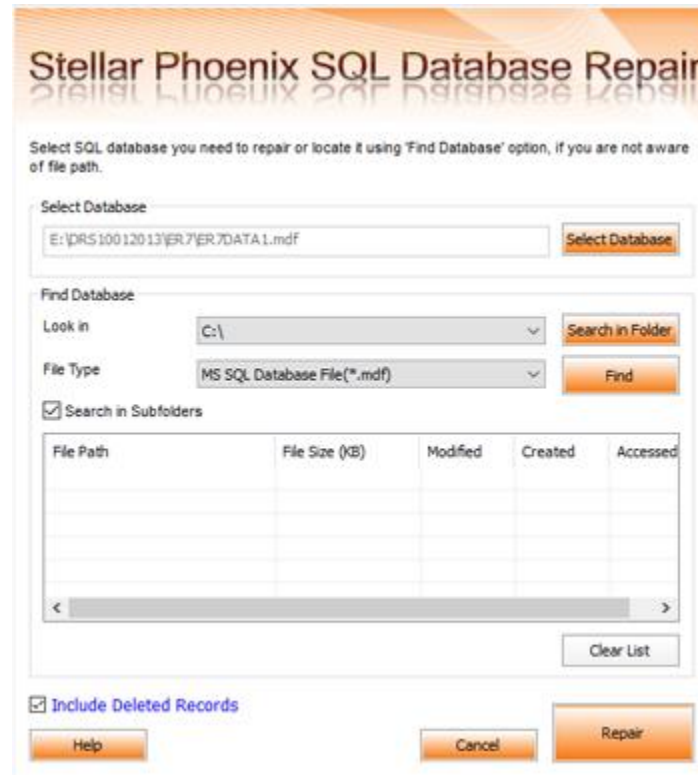 Stellar Phoenix SQL Database Repair
Select SQL database you need to repair or locate it using 'Find Database' option, if you are not aware
of file path.
Select Database
E:\DRS10012013\ER7\ER7DATA1.mdf
Select Database
Find Database
Look in
C:\
Search in Folder
File Type
MS SQL Database File(*.mdf)
Find
Search in Subfolders
File Path File Size (KB) Modified Created Accessed
Clear List
Include Deleted Records
Help
Cancel
Repair